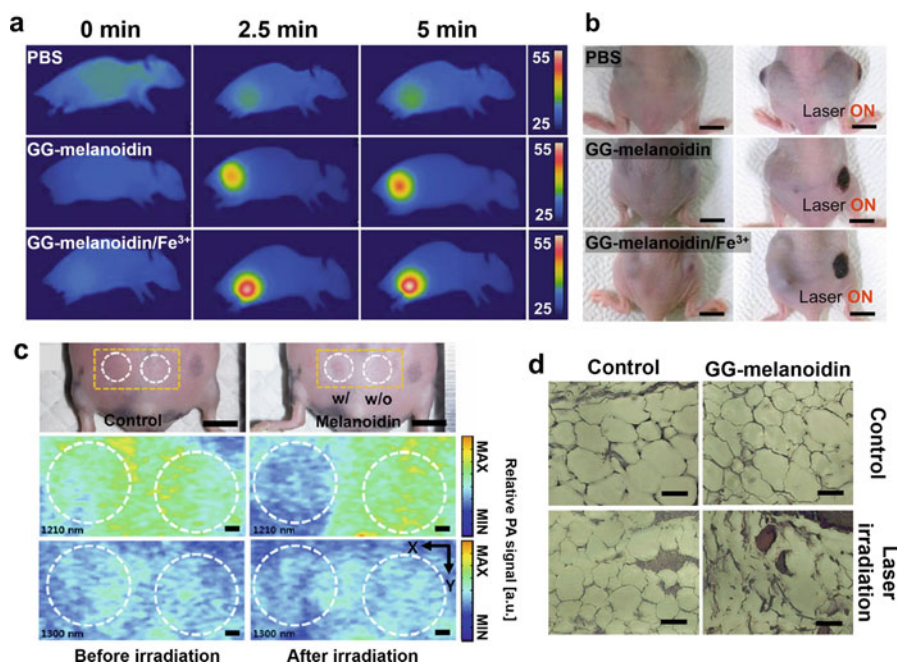 a
0 min 2.5 min 5 min
PBS
55
25
GG-melanoidin
55
25
GG-melanoidin/Fe³⁺
55
25
b
PBS
Laser ON
GG-melanoidin
Laser ON
GG-melanoidin/Fe³⁺
Laser ON
c
Control
w/ w/o
Melanoidin
1210 nm
1210 nm
MAX
MIN
1300 nm
1300 nm
X
Y
MAX
MIN
Relative PA signal [a.u.]
Before irradiation After irradiation
d
Control GG-melanoidin
Control
Laser
irradiation